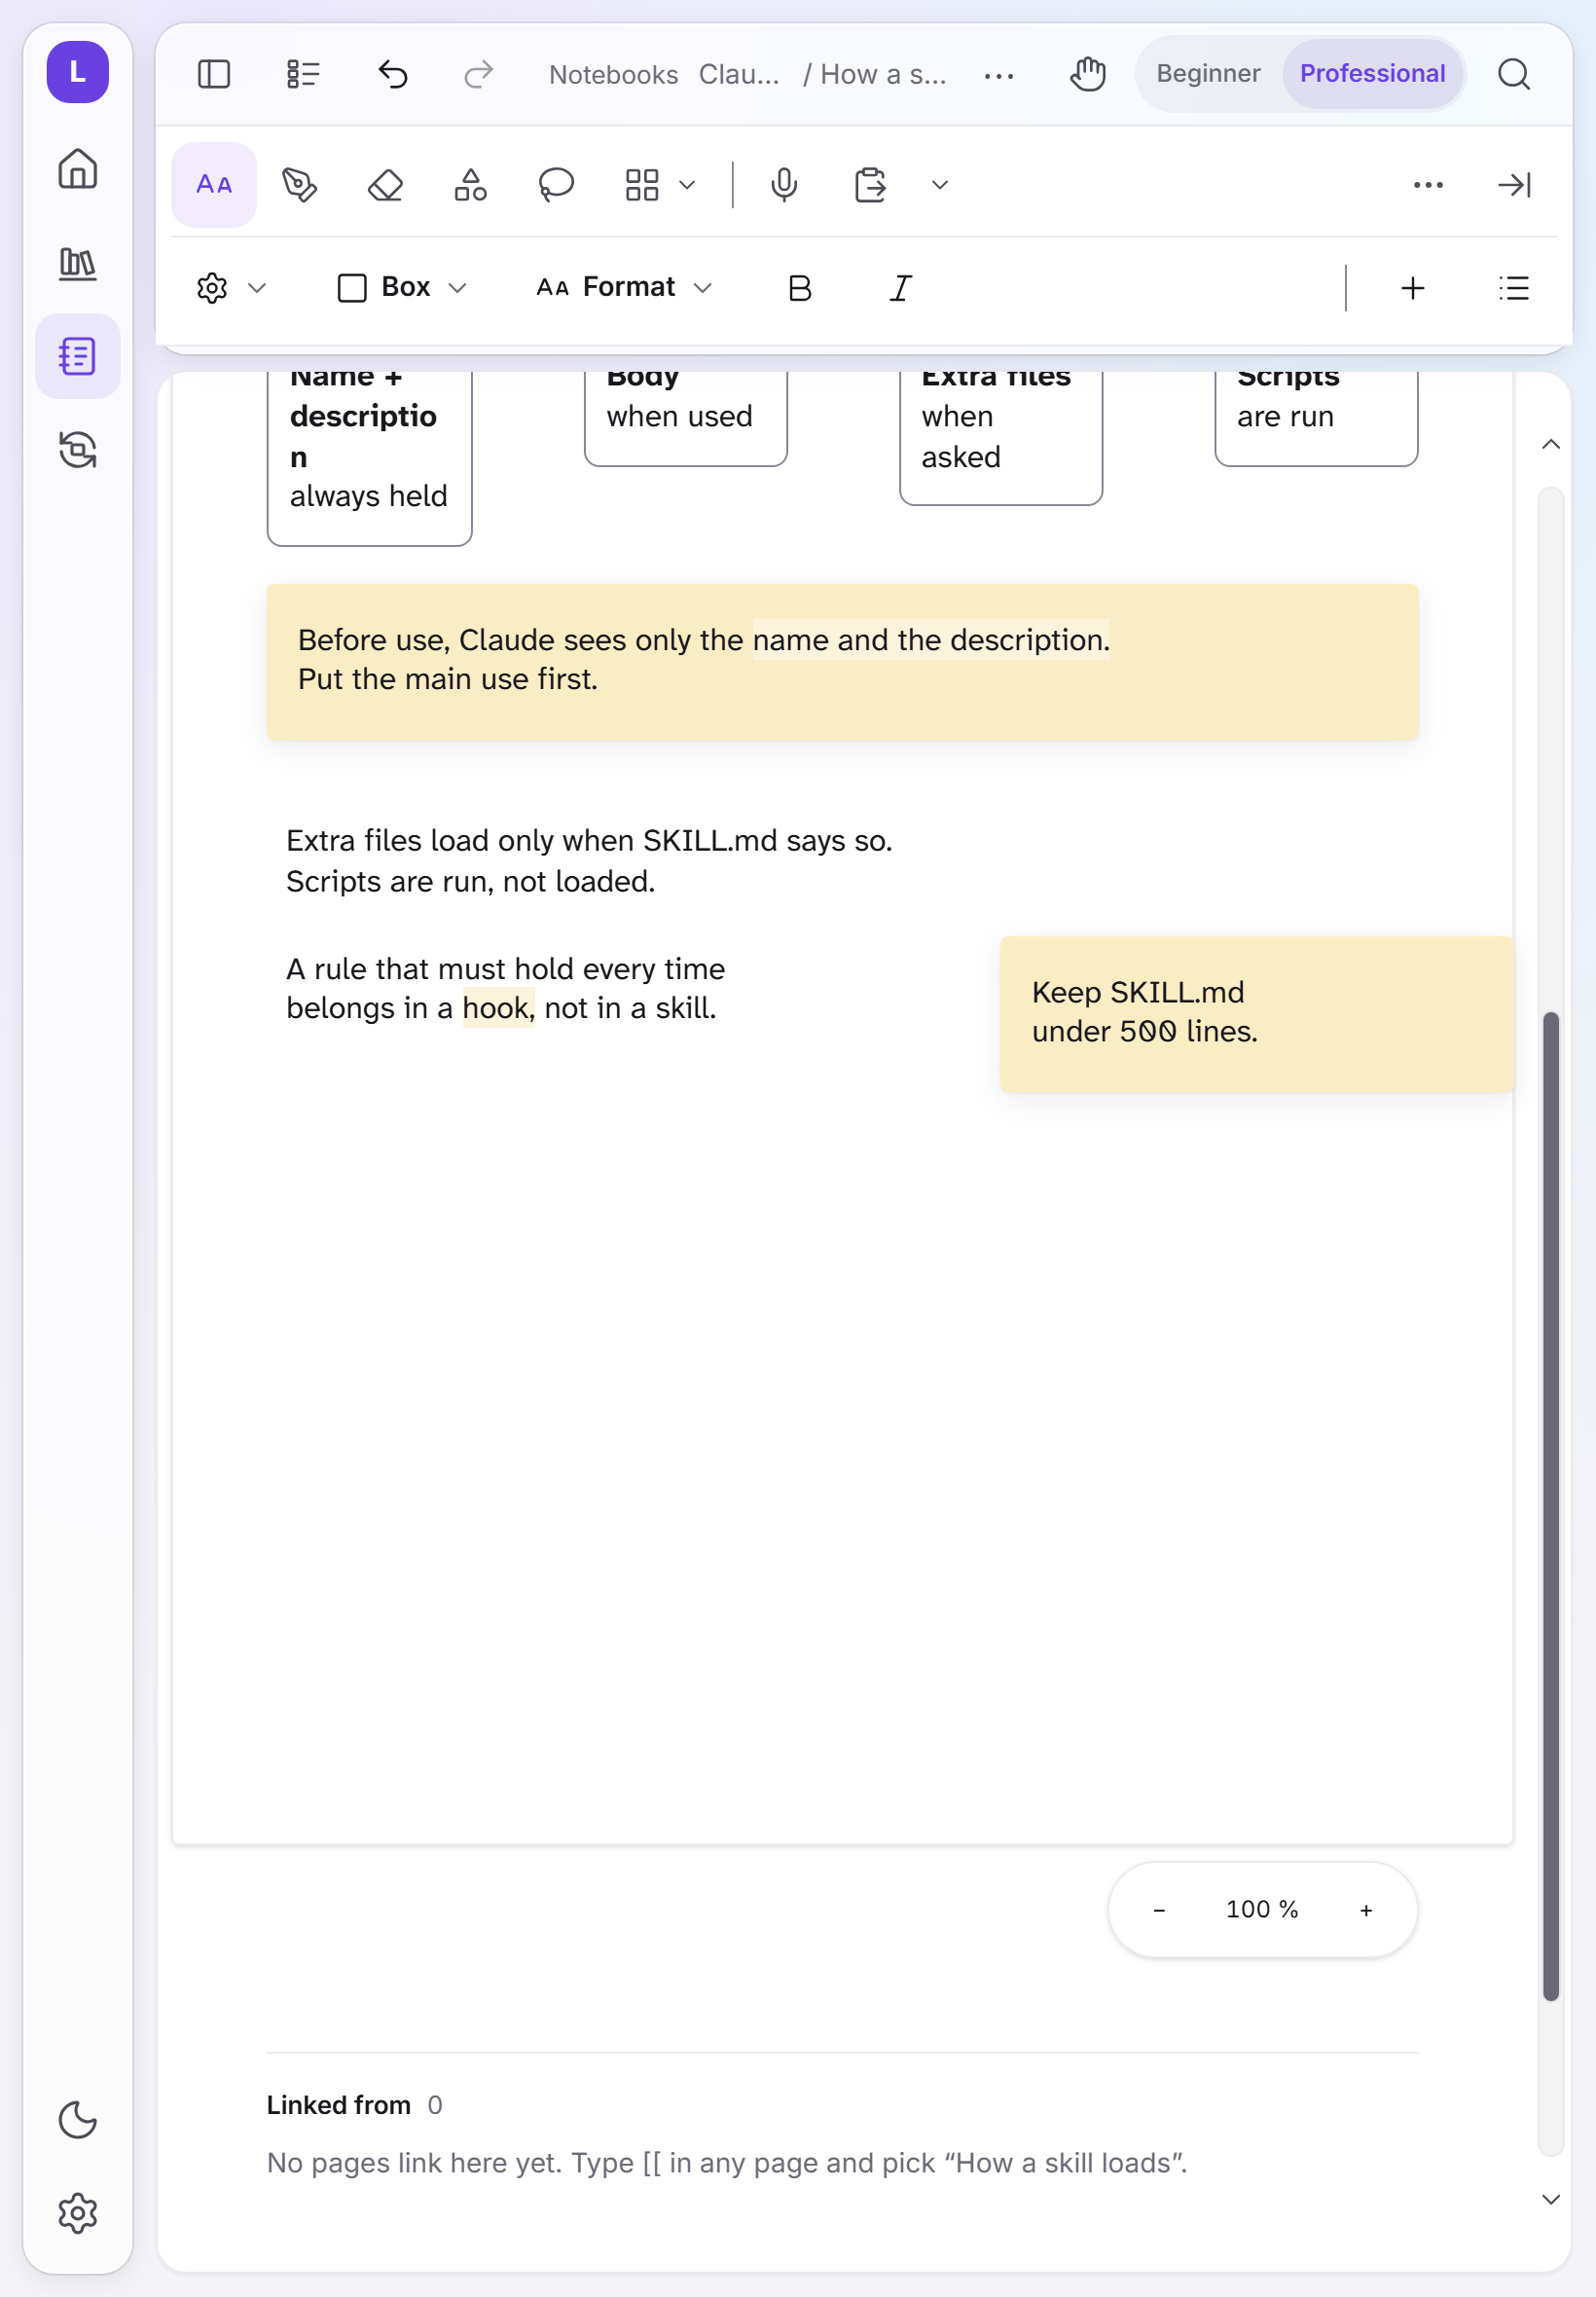 L
Notebooks Clau... / How a s... Beginner Professional
Box Format B I
Name +
descriptio
n
always held
Body
when used
Extra files
when
asked
Scripts
are run
Before use, Claude sees only the name and the description.
Put the main use first.
Extra files load only when SKILL.md says so.
Scripts are run, not loaded.
A rule that must hold every time
belongs in a hook, not in a skill.
Keep SKILL.md
under 500 lines.
− 100 % +
Linked from 0
No pages link here yet. Type [[ in any page and pick “How a skill loads”.